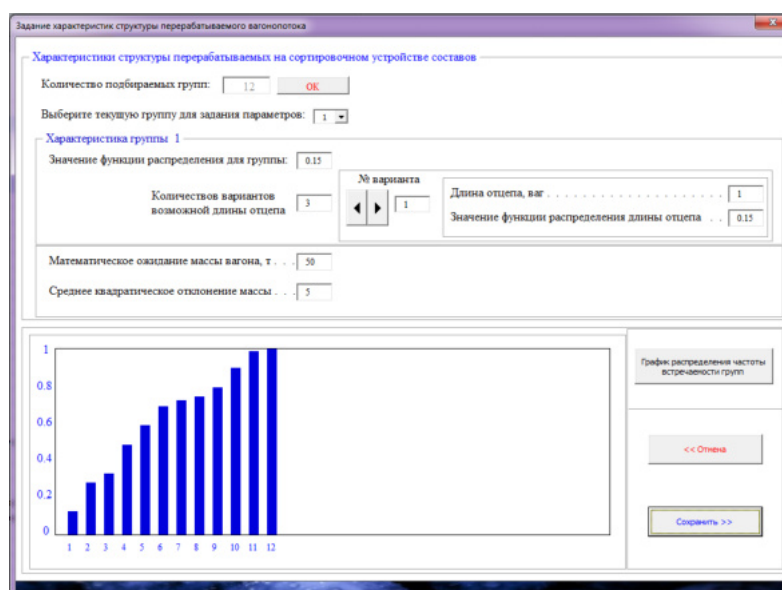 Задание характеристик структуры перерабатываемого вагонопотока
Характеристики структуры перерабатываемых на сортировочном устройстве составов
Количество подбираемых групп: 12 OK
Выберите текущую группу для задания параметров: 1
Характеристика группы 1
Значение функции распределения для группы: 0.15
Количествов вариантов
возможной длины отцепа 3
№ варианта
1
Длина отцепа, ваг . . . . . . . . . . . . . . . . . . . . . . 1
Значение функции распределения длины отцепа . . 0.15
Математическое ожидание массы вагона, т . . . 50
Среднее квадратическое отклонение массы . . . 5
1
0.8
0.6
0.4
0.2
0
1 2 3 4 5 6 7 8 9 10 11 12
График распределения частоты
встречаемости групп
<< Отмена
Сохранить >>